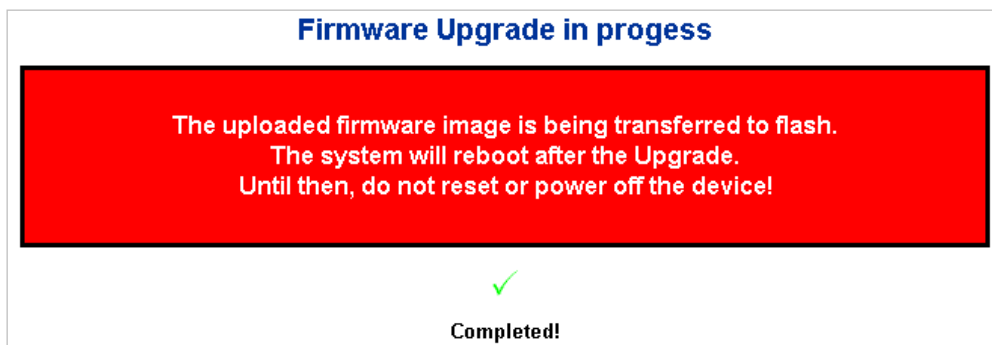 Firmware Upgrade in progess
The uploaded firmware image is being transferred to flash.
The system will reboot after the Upgrade.
Until then, do not reset or power off the device!
Completed!